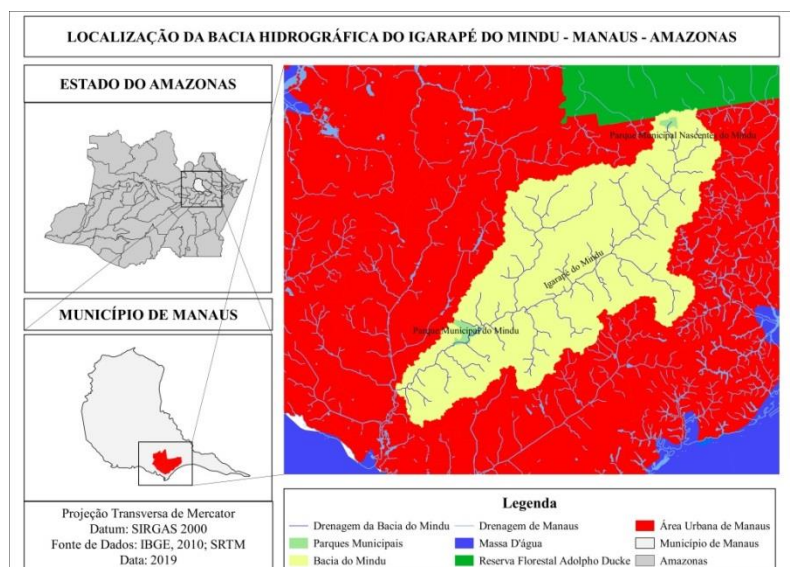 LOCALIZAÇÃO DA BACIA HIDROGRÁFICA DO IGARAPÉ DO MINDU - MANAUS - AMAZONAS
ESTADO DO AMAZONAS
MUNICÍPIO DE MANAUS
Projeção Transversa de Mercator
Datum: SIRGAS 2000
Fonte de Dados: IBGE, 2010; SRTM
Data: 2019
Parque Municipal Nascentes do Mindu
Igarapé do Mindu
Parque Municipal do Mindu
Legenda
Drenagem da Bacia do Mindu
Parques Municipais
Bacia do Mindu
Drenagem de Manaus
Massa D'água
Reserva Florestal Adolpho Ducke
Área Urbana de Manaus
Município de Manaus
Amazonas